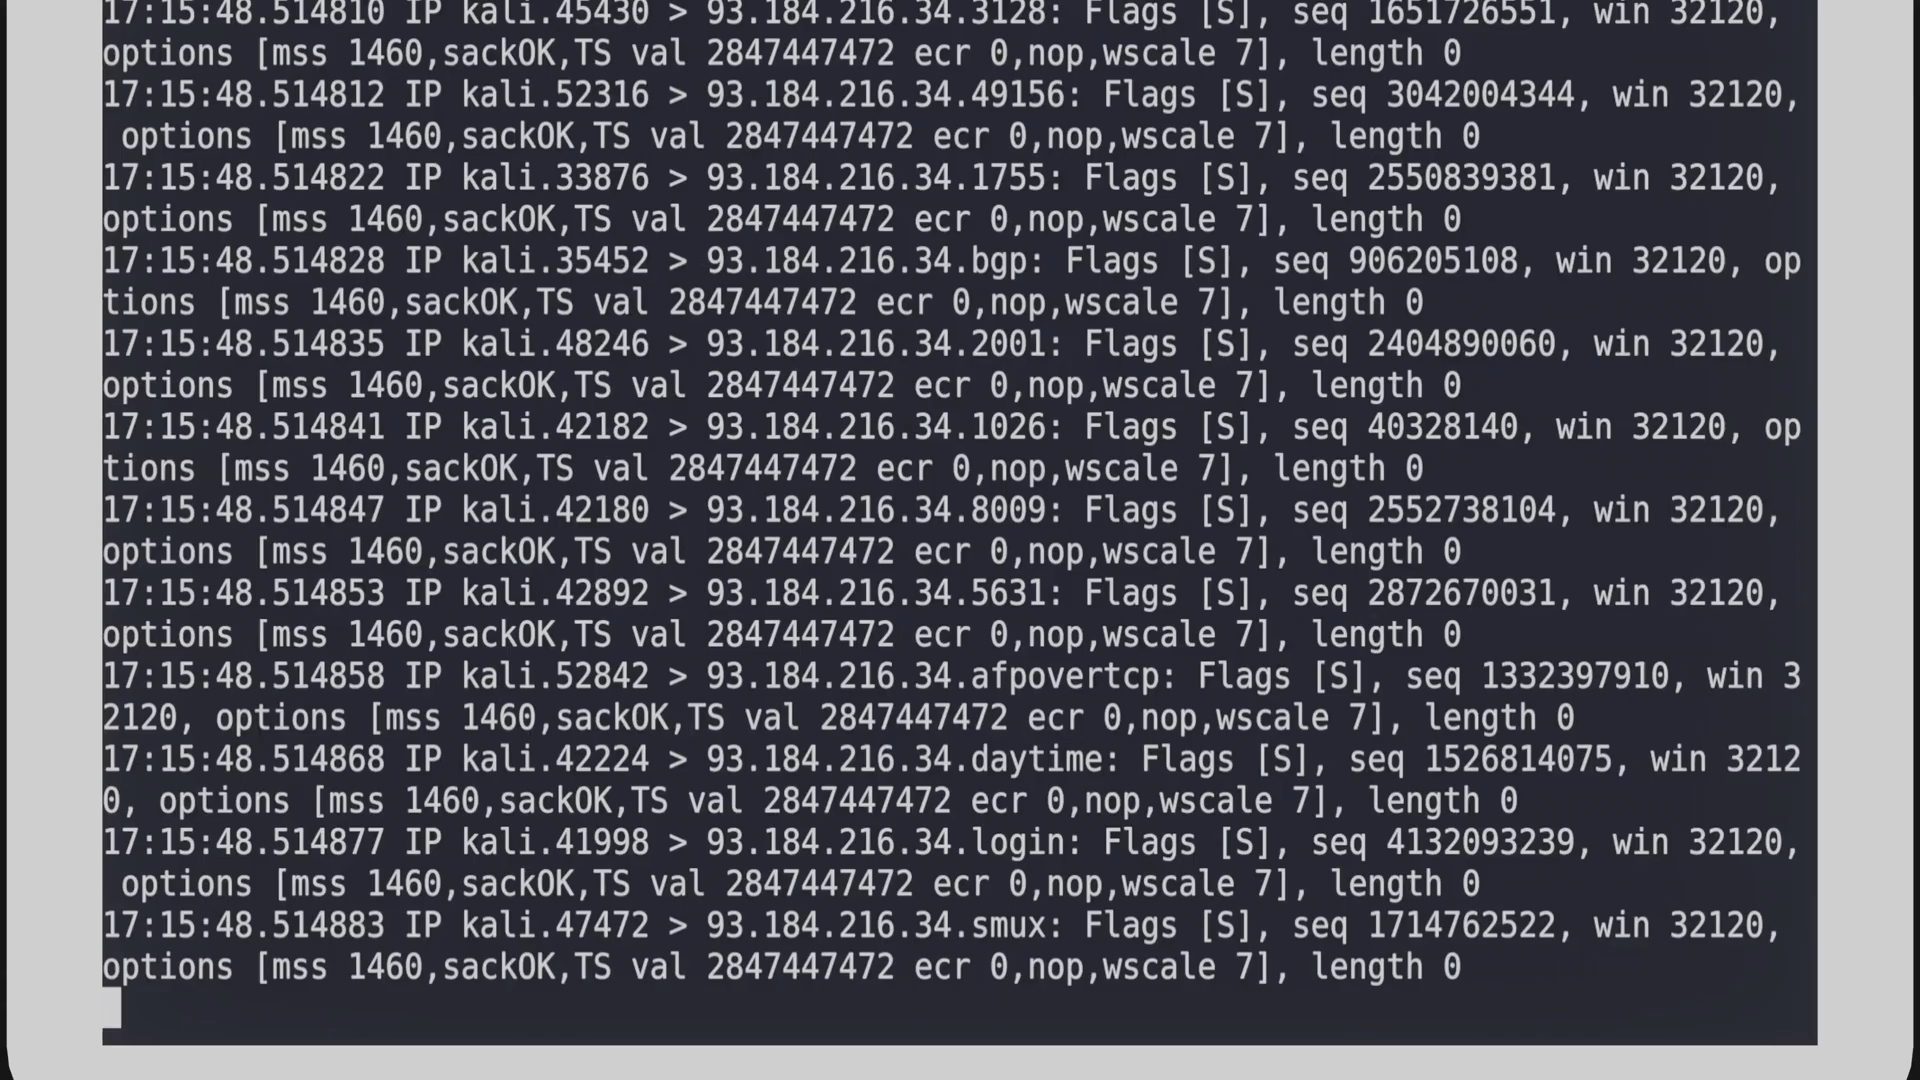 17:15:48.514810 IP kali.45430 > 93.184.216.34.3128: Flags [S], seq 1651726551, win 32120,
options [mss 1460,sackOK,TS val 2847447472 ecr 0,nop,wscale 7], length 0
17:15:48.514812 IP kali.52316 > 93.184.216.34.49156: Flags [S], seq 3042004344, win 32120,
options [mss 1460,sackOK,TS val 2847447472 ecr 0,nop,wscale 7], length 0
17:15:48.514822 IP kali.33876 > 93.184.216.34.1755: Flags [S], seq 2550839381, win 32120,
options [mss 1460,sackOK,TS val 2847447472 ecr 0,nop,wscale 7], length 0
17:15:48.514828 IP kali.35452 > 93.184.216.34.bgp: Flags [S], seq 906205108, win 32120, op
tions [mss 1460,sackOK,TS val 2847447472 ecr 0,nop,wscale 7], length 0
17:15:48.514835 IP kali.48246 > 93.184.216.34.2001: Flags [S], seq 2404890060, win 32120,
options [mss 1460,sackOK,TS val 2847447472 ecr 0,nop,wscale 7], length 0
17:15:48.514841 IP kali.42182 > 93.184.216.34.1026: Flags [S], seq 40328140, win 32120, op
tions [mss 1460,sackOK,TS val 2847447472 ecr 0,nop,wscale 7], length 0
17:15:48.514847 IP kali.42180 > 93.184.216.34.8009: Flags [S], seq 2552738104, win 32120,
options [mss 1460,sackOK,TS val 2847447472 ecr 0,nop,wscale 7], length 0
17:15:48.514853 IP kali.42892 > 93.184.216.34.5631: Flags [S], seq 2872670031, win 32120,
options [mss 1460,sackOK,TS val 2847447472 ecr 0,nop,wscale 7], length 0
17:15:48.514858 IP kali.52842 > 93.184.216.34.afpovertcp: Flags [S], seq 1332397910, win 3
2120, options [mss 1460,sackOK,TS val 2847447472 ecr 0,nop,wscale 7], length 0
17:15:48.514868 IP kali.42224 > 93.184.216.34.daytime: Flags [S], seq 1526814075, win 3212
0, options [mss 1460,sackOK,TS val 2847447472 ecr 0,nop,wscale 7], length 0
17:15:48.514877 IP kali.41998 > 93.184.216.34.login: Flags [S], seq 4132093239, win 32120,
options [mss 1460,sackOK,TS val 2847447472 ecr 0,nop,wscale 7], length 0
17:15:48.514883 IP kali.47472 > 93.184.216.34.smux: Flags [S], seq 1714762522, win 32120,
options [mss 1460,sackOK,TS val 2847447472 ecr 0,nop,wscale 7], length 0